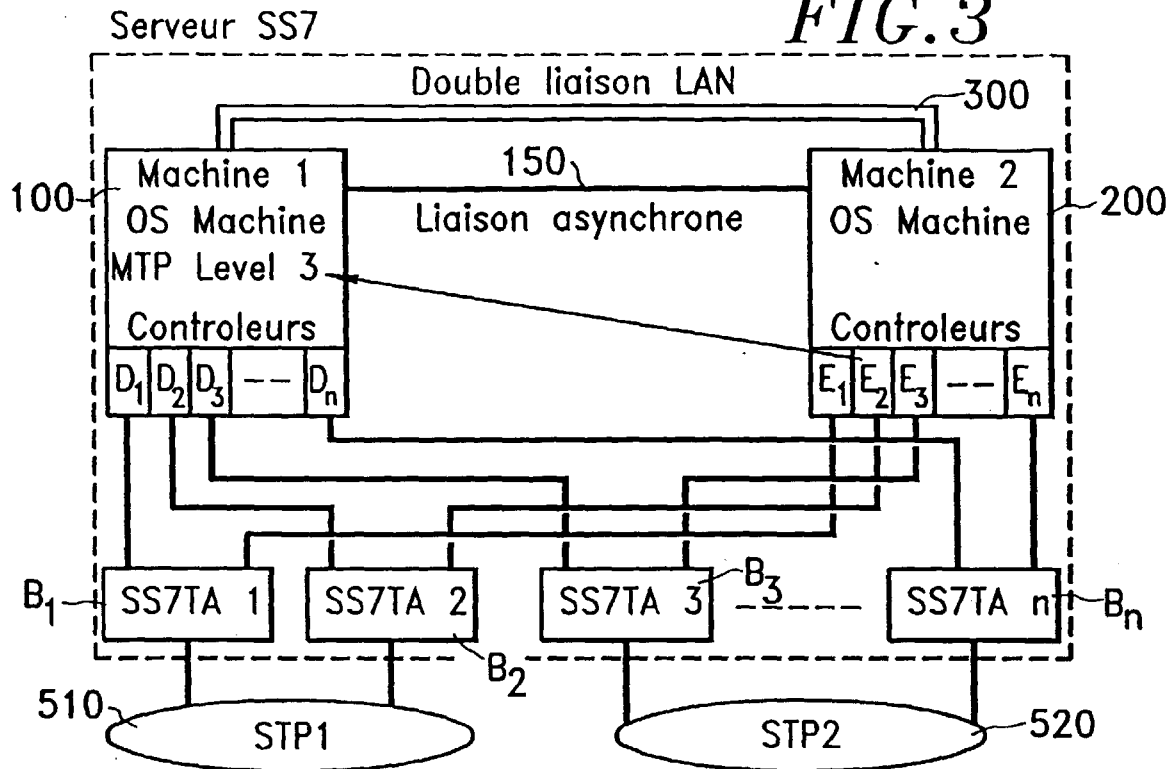 FIG.3
Serveur SS7
Double liaison LAN
300
100
Machine 1
OS Machine
MTP Level 3
Controleurs
D1 D2 D3 -- Dn
150
Liaison asynchrone
Machine 2
OS Machine
Controleurs
E1 E2 E3 -- En
200
B1
SS7TA 1
SS7TA 2
B2
SS7TA 3
B3
SS7TA n
Bn
510
STP1
STP2
520